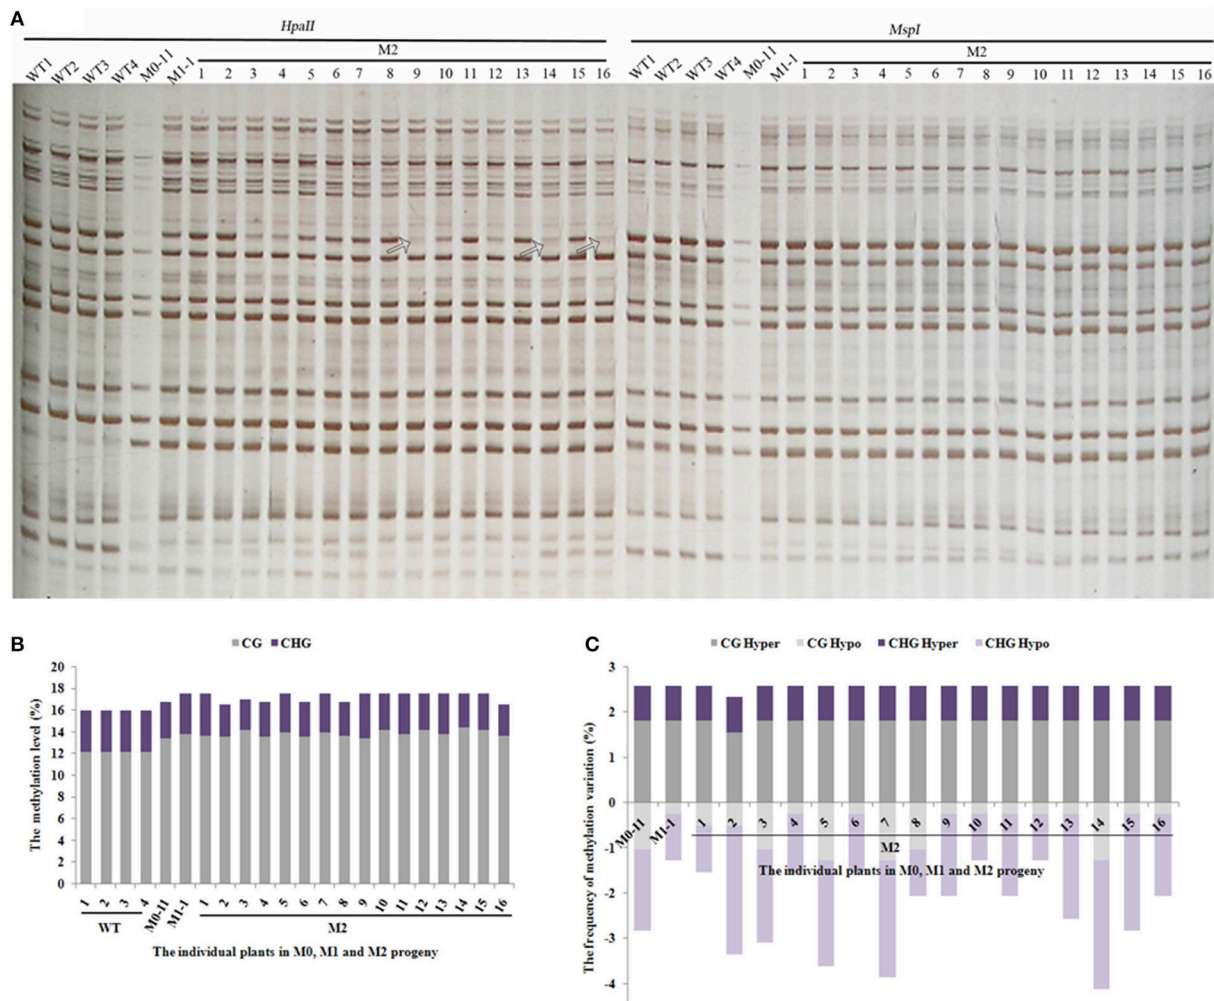 A
HpaII
MspI
M2
M2
WT1 WT2 WT3 WT4 M0-11 M1-1 1 2 3 4 5 6 7 8 9 10 11 12 13 14 15 16
WT1 WT2 WT3 WT4 M0-11 M1-1 1 2 3 4 5 6 7 8 9 10 11 12 13 14 15 16
B
CG CHG
The methylation level (%)
20
18
16
14
12
10
8
6
4
2
0
1 2 3 4 M0-11 M1-1 1 2 3 4 5 6 7 8 9 10 11 12 13 14 15 16
WT
M2
The individual plants in M0, M1 and M2 progeny
C
CG Hyper CG Hypo CHG Hyper CHG Hypo
The frequency of methylation variation (%)
3
2
1
0
-1
-2
-3
-4
M0-11 M1-1 1 2 3 4 5 6 7 8 9 10 11 12 13 14 15 16
M2
The individual plants in M0, M1 and M2 progeny